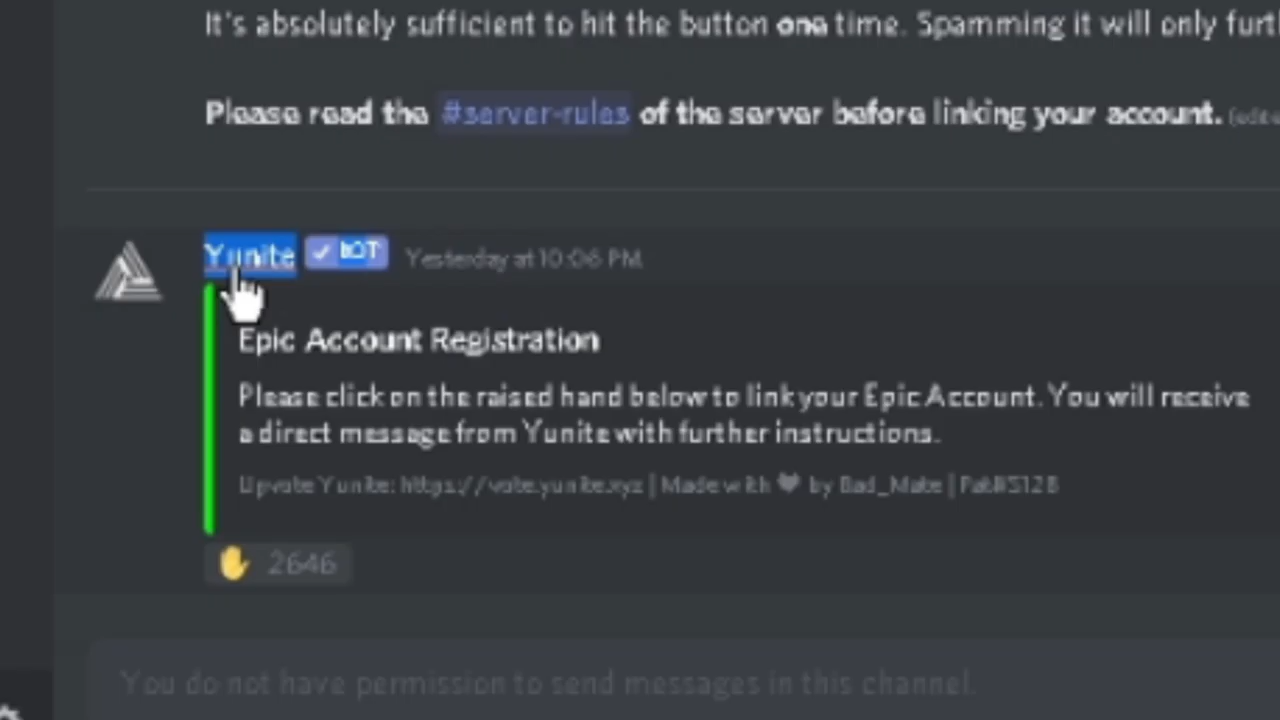 It's absolutely sufficient to hit the button one time. Spamming it will only
Please read the #server-rules of the server before linking your account.
Yunite ✓ BOT Yesterday at 10:06 PM
Epic Account Registration
Please click on the raised hand below to link your Epic Account. You will receive
a direct message from Yunite with further instructions.
Upvote Yunite: https://vote.yunite.xyz | Made with ♥ by Bad_Mate |
2646
You do not have permission to send messages in this channel.